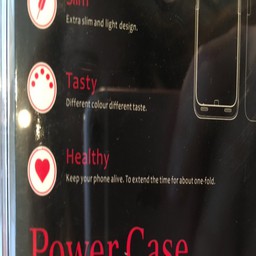 Slim
Extra slim and light design.
Tasty
Different colour different taste.
Healthy
Keep your phone alive. To extend the time for about one-fold.
Power Case